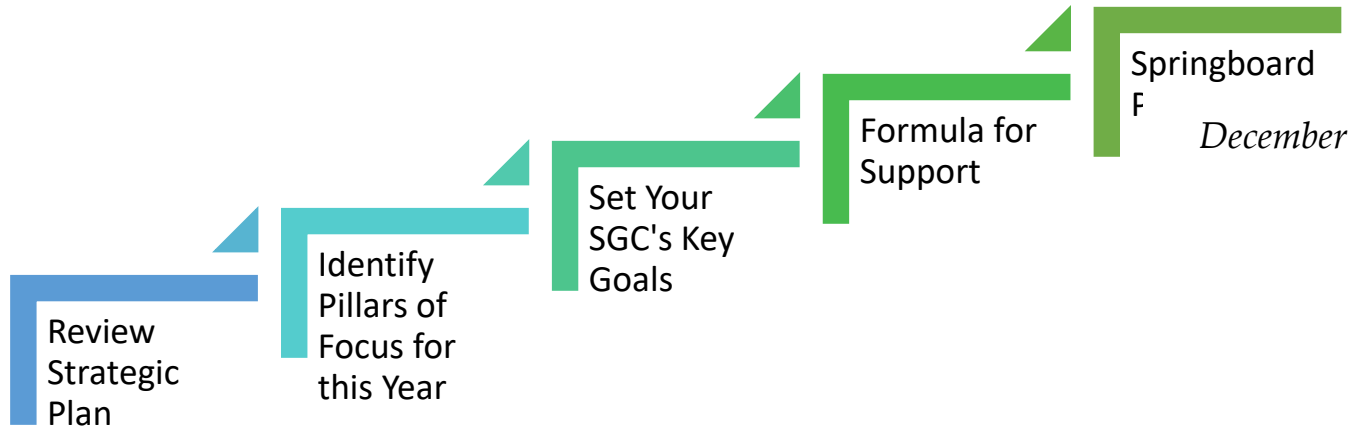 Review
Strategic
Plan
Identify
Pillars of
Focus for
this Year
Set Your
SGC's Key
Goals
Formula for
Support
Springboard
December